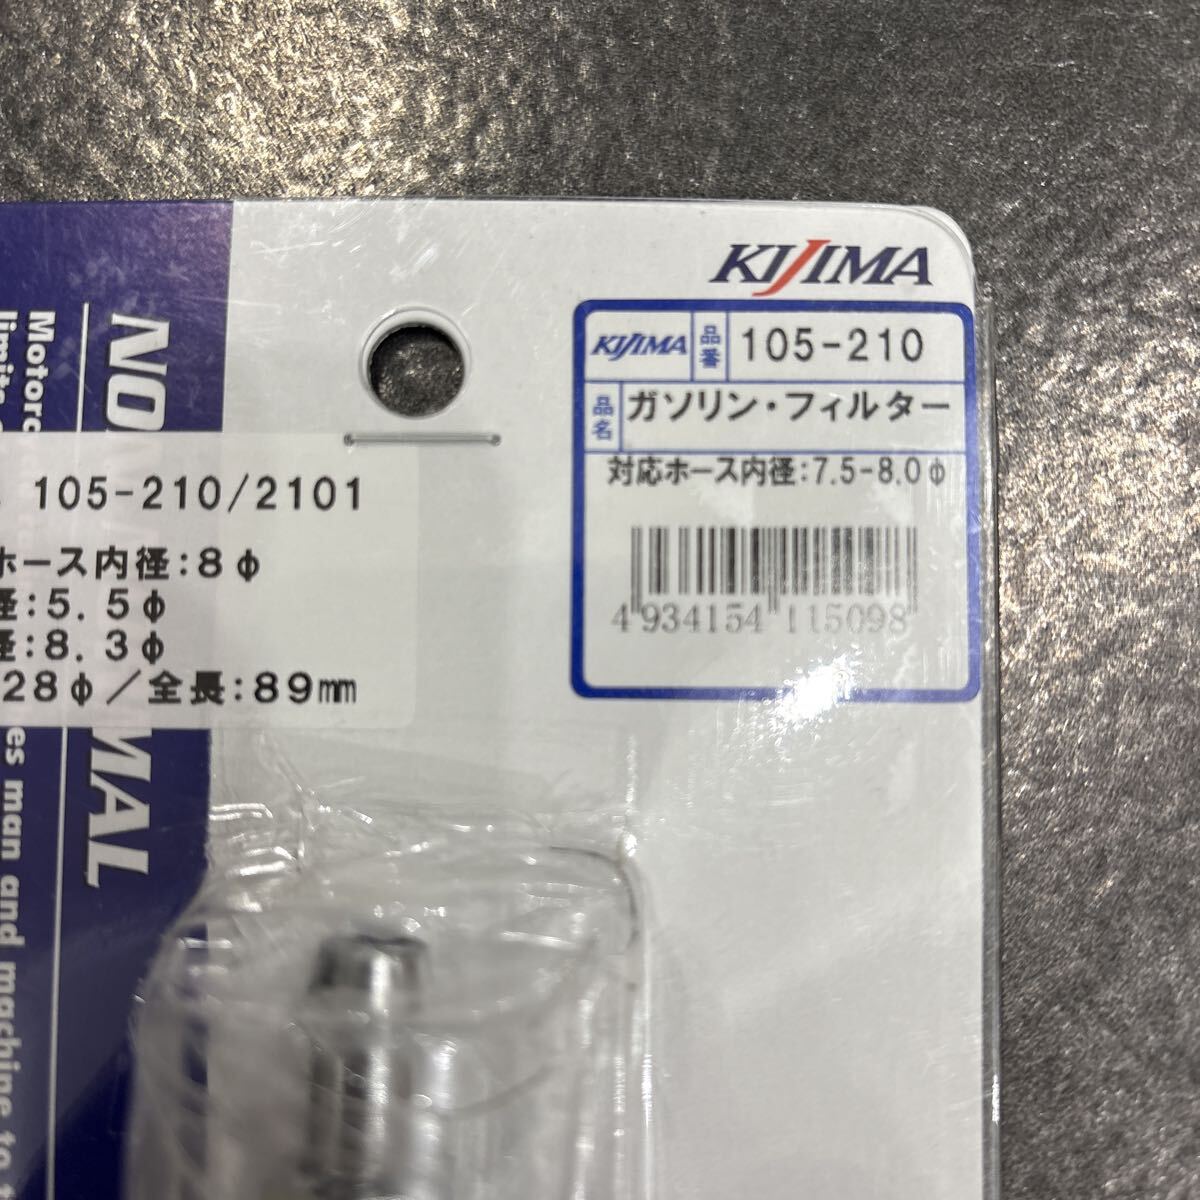 KIJIMA
KIJIMA 品番 105-210
品名 ガソリン・フィルター
対応ホース内径:7.5-8.0φ
4 934154 115098
105-210/2101
ホース内径:8φ
径:5.5φ
径:8.3φ
28φ/全長:89mm
NO MAL
es man and machine to